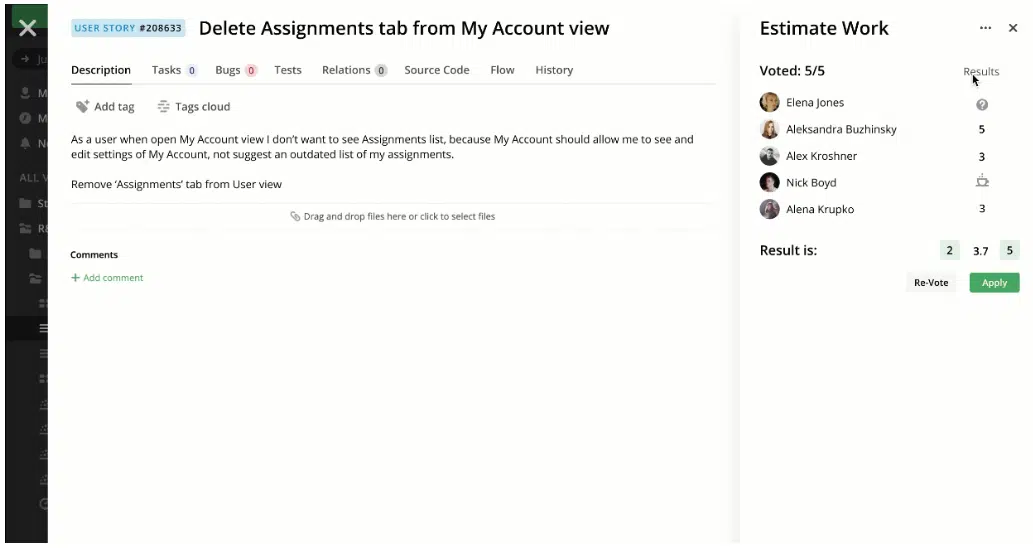 USER STORY #208633 Delete Assignments tab from My Account view
Description Tasks 0 Bugs 0 Tests Relations 0 Source Code Flow History
Add tag Tags cloud
As a user when open My Account view I don't want to see Assignments list, because My Account should allow me to see and
edit settings of My Account, not suggest an outdated list of my assignments.
Remove 'Assignments' tab from User view
Drag and drop files here or click to select files
Comments
+ Add comment
ALL V
Estimate Work
Voted: 5/5 Results
Elena Jones ?
Aleksandra Buzhinsky 5
Alex Kroshner 3
Nick Boyd
Alena Krupko 3
Result is: 2 3.7 5
Re-Vote Apply